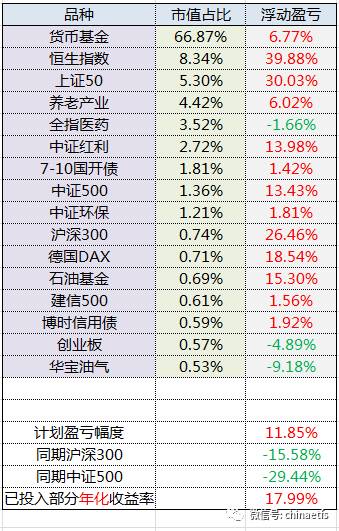 品种 市值占比 浮动盈亏
货币基金 66.87% 6.77%
恒生指数 8.34% 39.88%
上证50 5.30% 30.03%
养老产业 4.42% 6.02%
全指医药 3.52% -1.66%
中证红利 2.72% 13.98%
7-10国开债 1.81% 1.42%
中证500 1.36% 13.43%
中证环保 1.21% 1.81%
沪深300 0.74% 26.46%
德国DAX 0.71% 18.54%
石油基金 0.69% 15.30%
建信500 0.61% 1.56%
博时信用债 0.59% 1.92%
创业板 0.57% -4.89%
华宝油气 0.53% -9.18%
计划盈亏幅度 11.85%
同期沪深300 -15.58%
同期中证500 -29.44%
已投入部分年化收益率 17.99%
微信号: chinaetfs